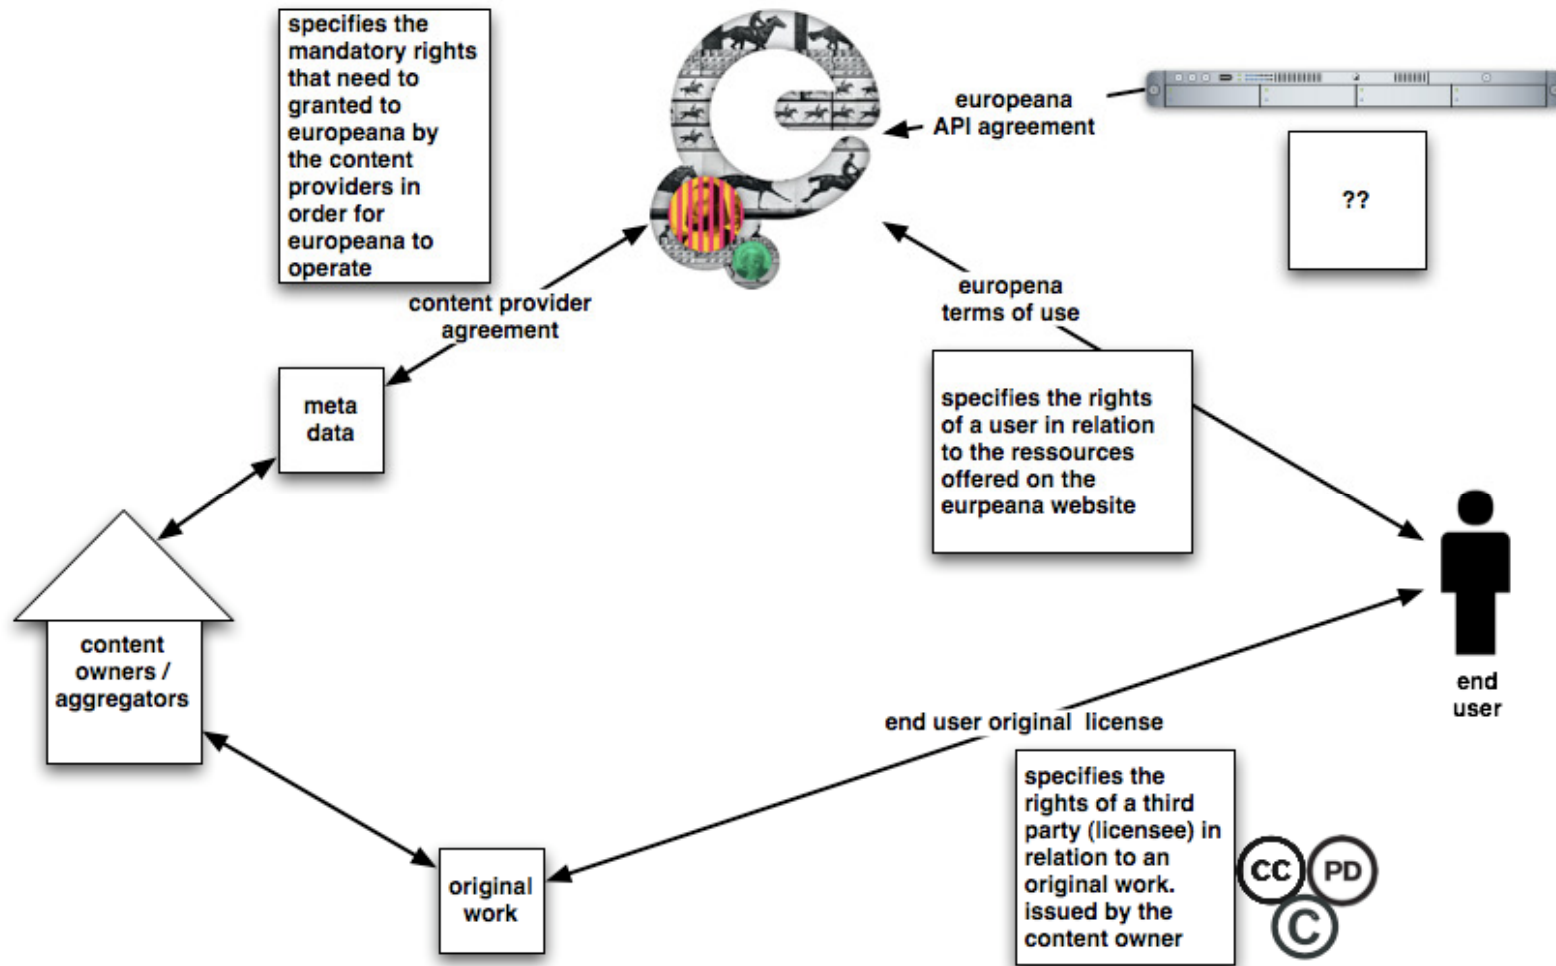 specifies the
mandatory rights
that need to
granted to
europeana by
the content
providers in
order for
europeana to
operate
europeana
API agreement
??
content provider
agreement
europena
terms of use
meta
data
specifies the rights
of a user in relation
to the ressources
offered on the
eurpeana website
content
owners /
aggregators
end
user
end user original license
specifies the
rights of a third
party (licensee) in
relation to an
original work.
issued by the
content owner
original
work
CC
PD
C